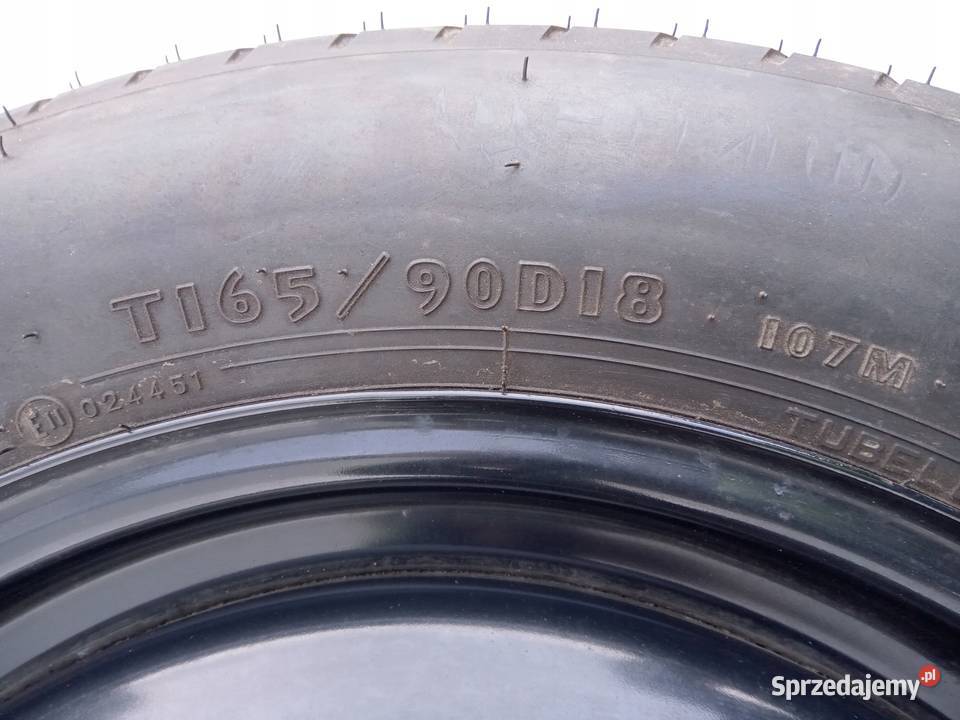 T165/90D18
107M
E11 024451
TUBEL
Sprzedajemy.pl